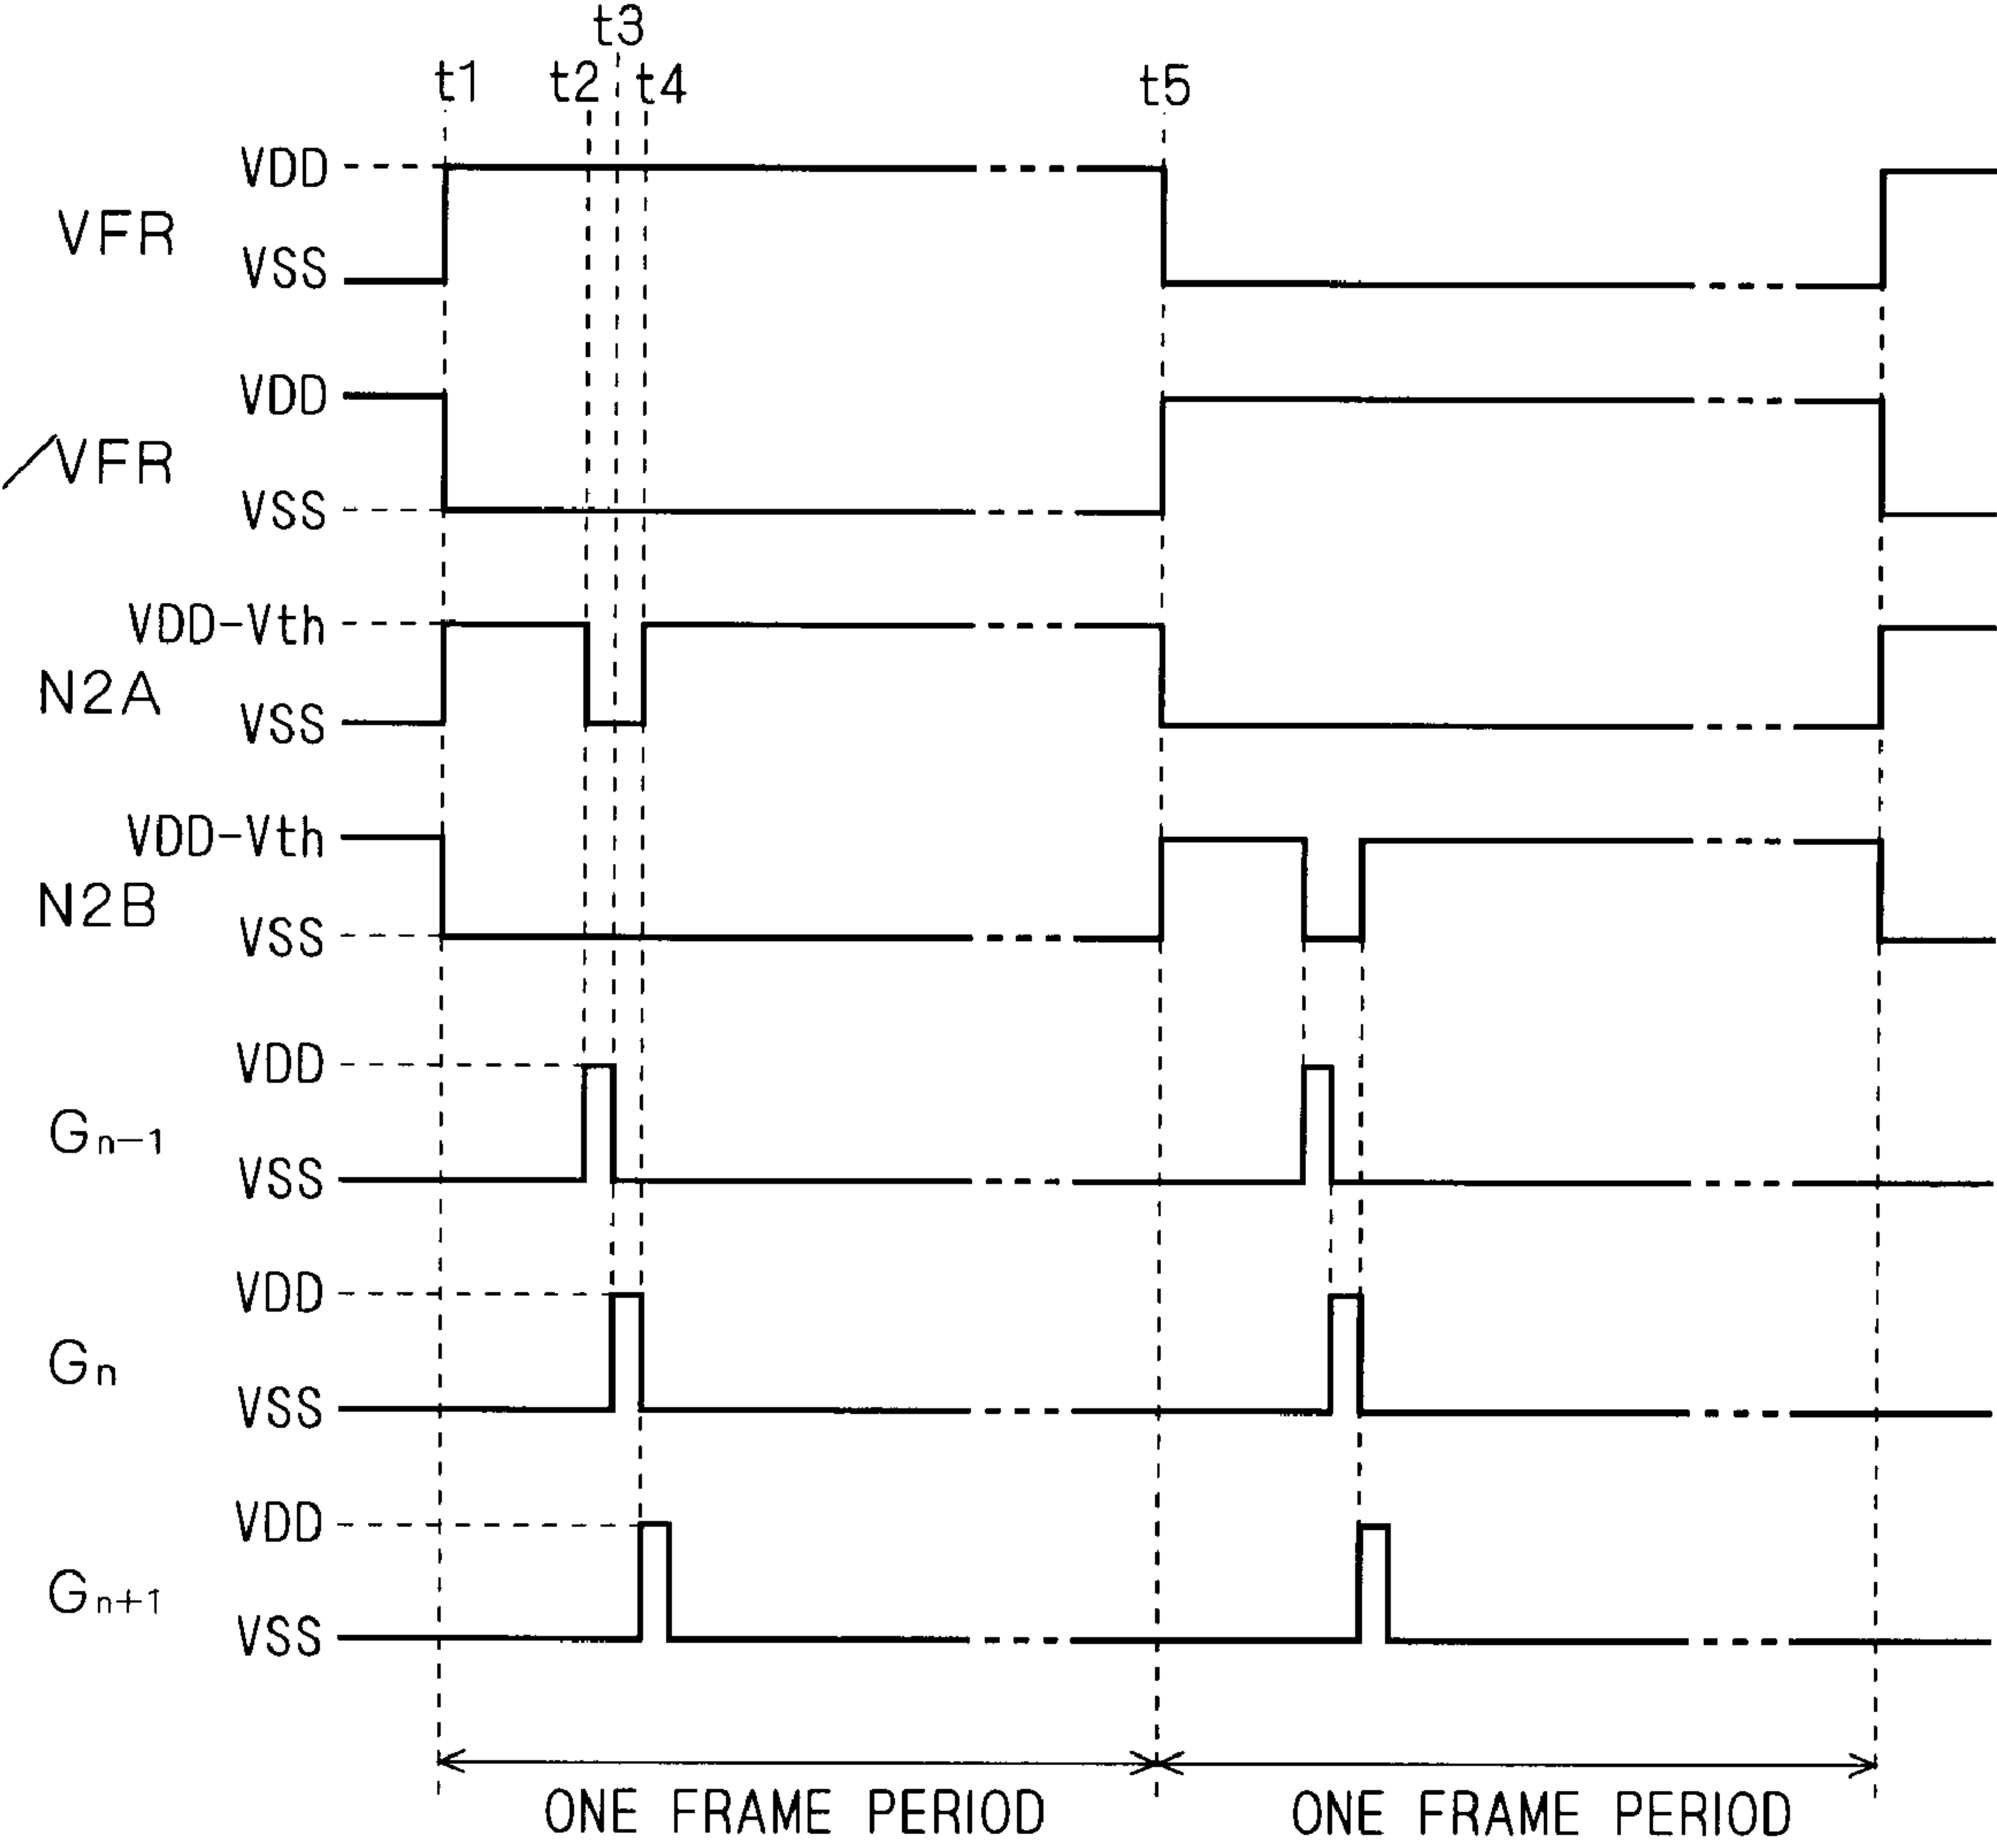 t3
t1 t2 t4 t5
VDD
VFR
VSS
VDD
/VFR
VSS
VDD-Vth
N2A
VSS
VDD-Vth
N2B
VSS
VDD
Gn-1
VSS
VDD
Gn
VSS
VDD
Gn+1
VSS
ONE FRAME PERIOD ONE FRAME PERIOD